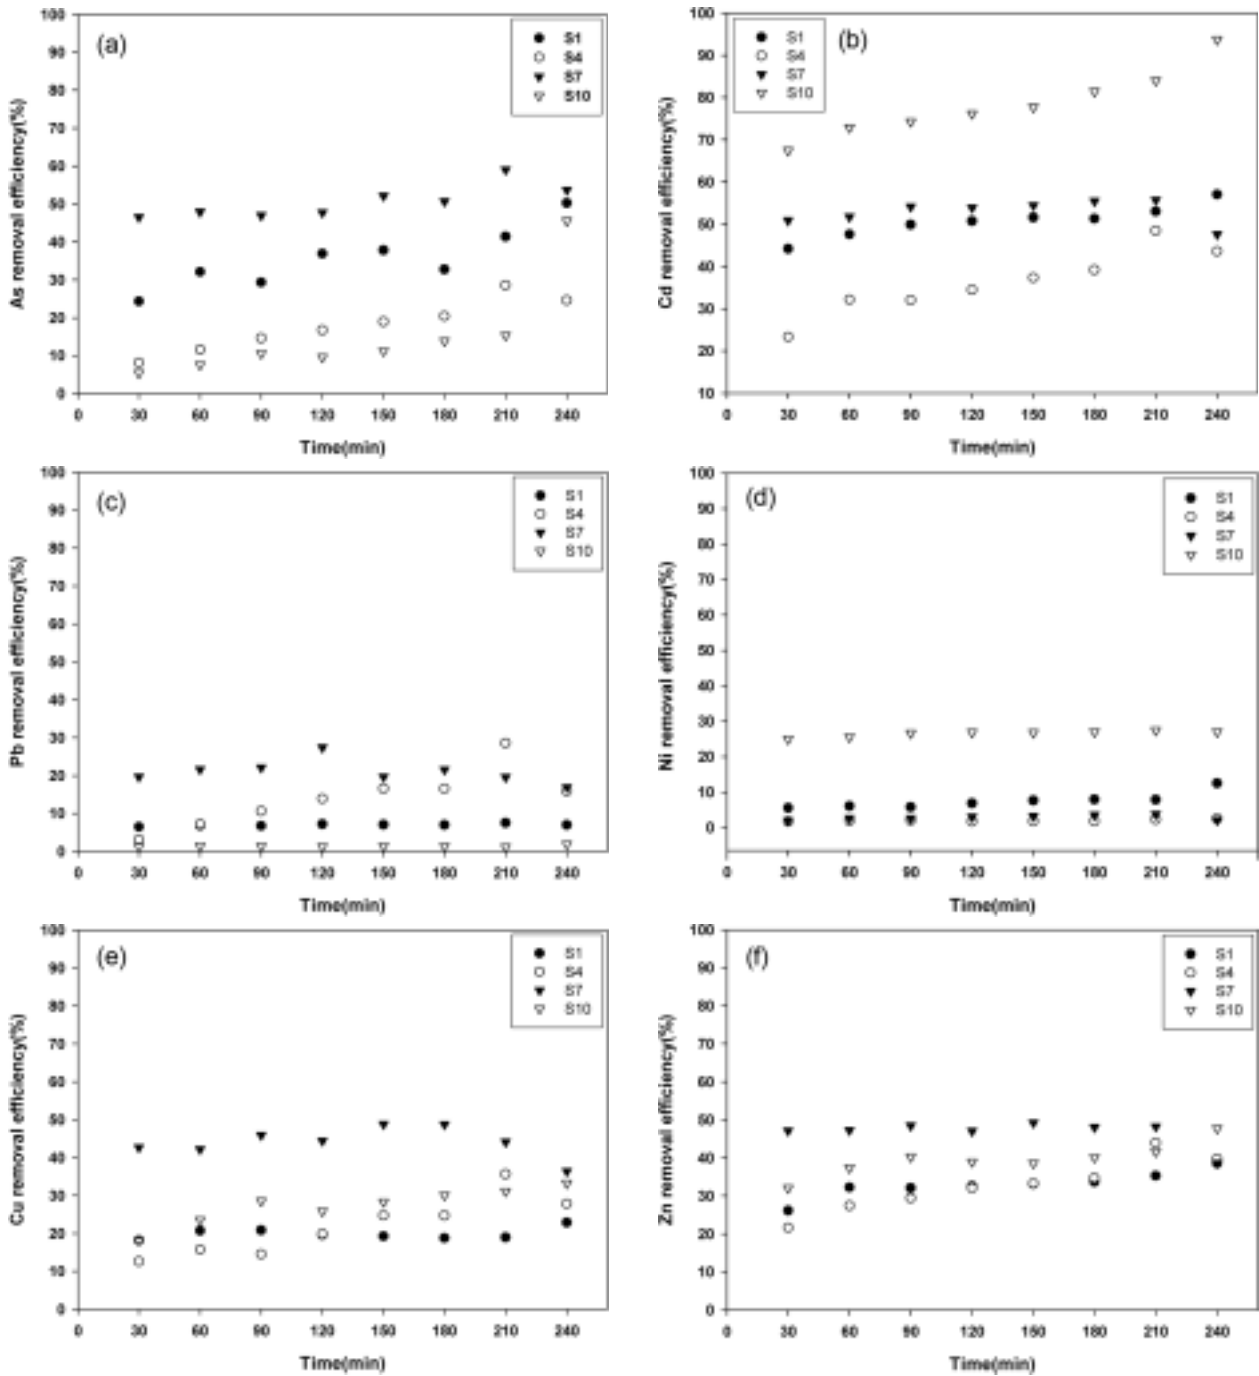 (a)
S1
S4
S7
S10
100
90
80
70
60
50
40
30
20
10
0
As removal efficiency(%)
0 30 60 90 120 150 180 210 240
Time(min)
(b)
S1
S4
S7
S10
100
90
80
70
60
50
40
30
20
10
Cd removal efficiency(%)
0 30 60 90 120 150 180 210 240
Time(min)
(c)
S1
S4
S7
S10
100
90
80
70
60
50
40
30
20
10
0
Pb removal efficiency(%)
0 30 60 90 120 150 180 210 240
Time(min)
(d)
S1
S4
S7
S10
100
90
80
70
60
50
40
30
20
10
0
Ni removal efficiency(%)
0 30 60 90 120 150 180 210 240
Time(min)
(e)
S1
S4
S7
S10
100
90
80
70
60
50
40
30
20
10
0
Cu removal efficiency(%)
0 30 60 90 120 150 180 210 240
Time(min)
(f)
S1
S4
S7
S10
100
90
80
70
60
50
40
30
20
10
0
Zn removal efficiency(%)
0 30 60 90 120 150 180 210 240
Time(min)